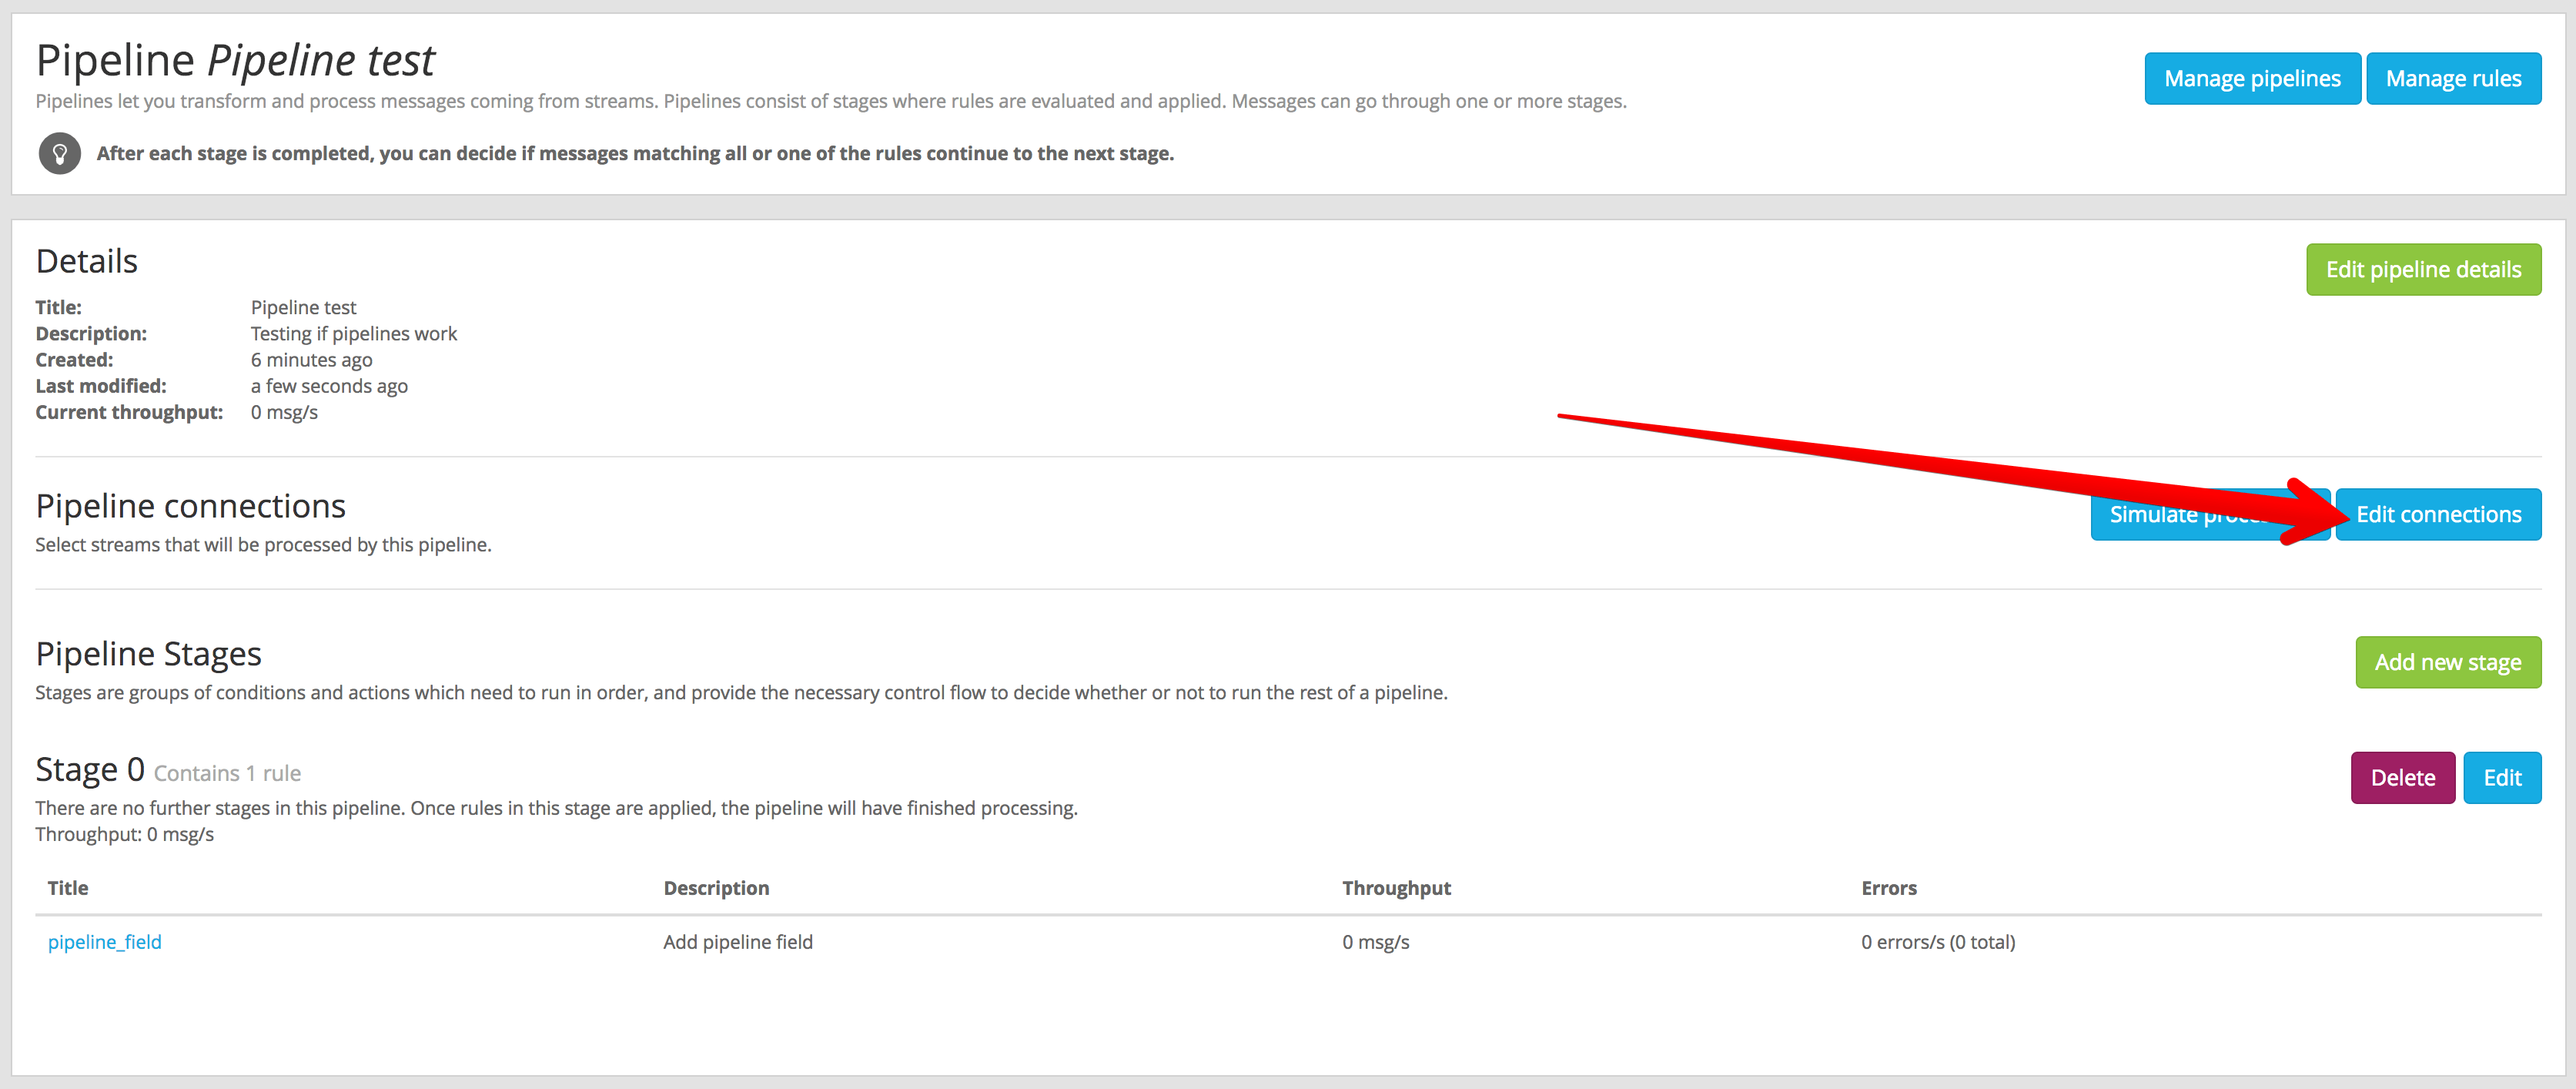 Pipeline Pipeline test
Manage pipelines
Manage rules
Pipelines let you transform and process messages coming from streams. Pipelines consist of stages where rules are evaluated and applied. Messages can go through one or more stages.
After each stage is completed, you can decide if messages matching all or one of the rules continue to the next stage.
Details
Edit pipeline details
Title: Pipeline test
Description: Testing if pipelines work
Created: 6 minutes ago
Last modified: a few seconds ago
Current throughput: 0 msg/s
Pipeline connections
Simulate
Edit connections
Select streams that will be processed by this pipeline.
Pipeline Stages
Add new stage
Stages are groups of conditions and actions which need to run in order, and provide the necessary control flow to decide whether or not to run the rest of a pipeline.
Stage 0 Contains 1 rule
Delete
Edit
There are no further stages in this pipeline. Once rules in this stage are applied, the pipeline will have finished processing.
Throughput: 0 msg/s
Title Description Throughput Errors
pipeline_field Add pipeline field 0 msg/s 0 errors/s (0 total)